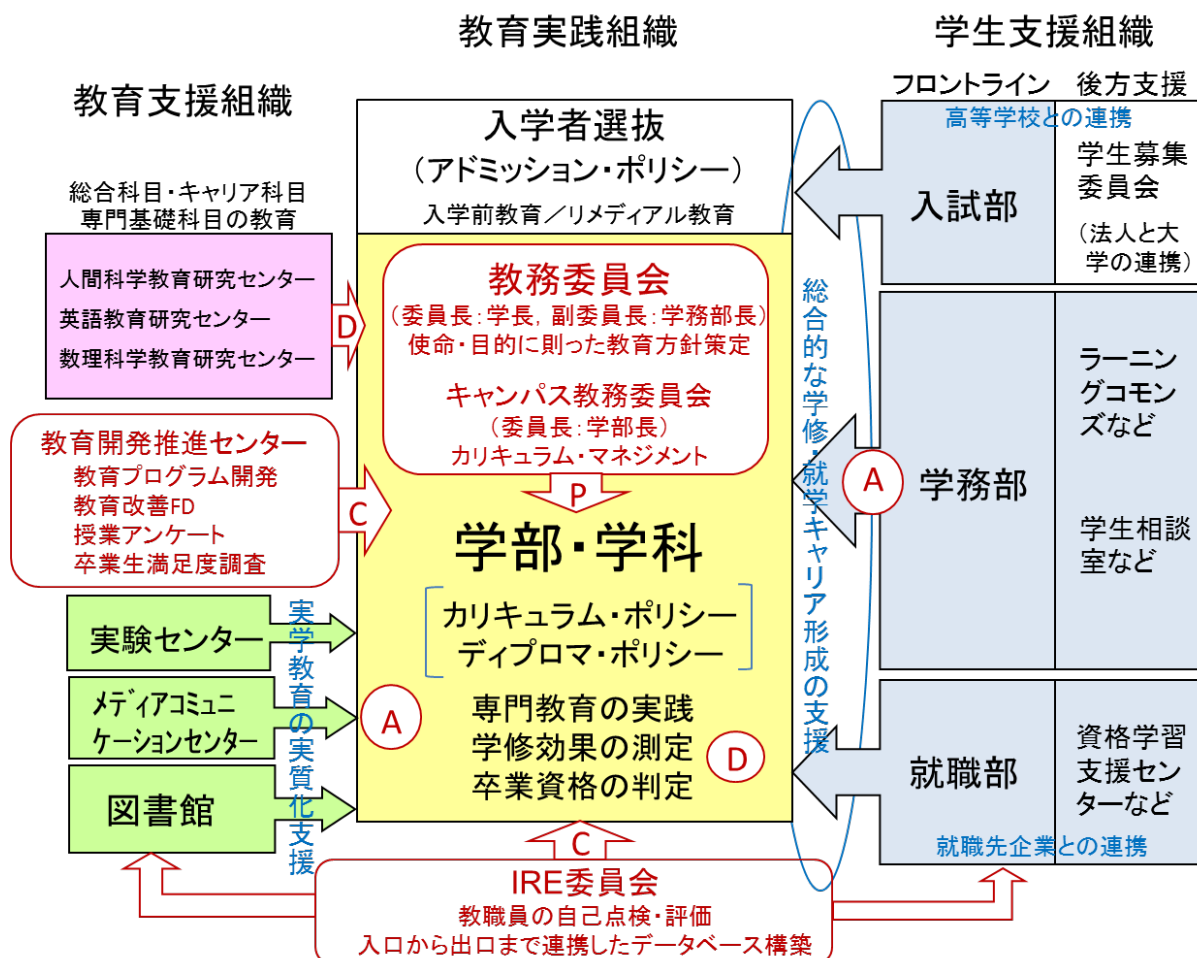 教育実践組織
学生支援組織
教育支援組織
フロントライン
後方支援
総合科目・キャリア科目
専門基礎科目の教育
人間科学教育研究センター
英語教育研究センター
数理科学教育研究センター
D
教育開発推進センター
教育プログラム開発
教育改善FD
授業アンケート
卒業生満足度調査
C
実験センター
メディアコミュニ
ケーションセンター
図書館
実学教育の実質化支援
A
入学者選抜
(アドミッション・ポリシー)
入学前教育/リメディアル教育
教務委員会
(委員長:学長, 副委員長:学務部長)
使命・目的に則った教育方針策定
キャンパス教務委員会
(委員長:学部長)
カリキュラム・マネジメント
P
学部・学科
カリキュラム・ポリシー
ディプロマ・ポリシー
専門教育の実践
学修効果の測定
卒業資格の判定
D
C
IRE委員会
教職員の自己点検・評価
入口から出口まで連携したデータベース構築
総合的な学修・就学キャリア形成の支援
高等学校との連携
入試部
学生募集
委員会
(法人と大
学の連携)
A
学務部
ラーニン
グコモン
ズなど
学生相談
室など
就職部
資格学習
支援セン
ターなど
就職先企業との連携